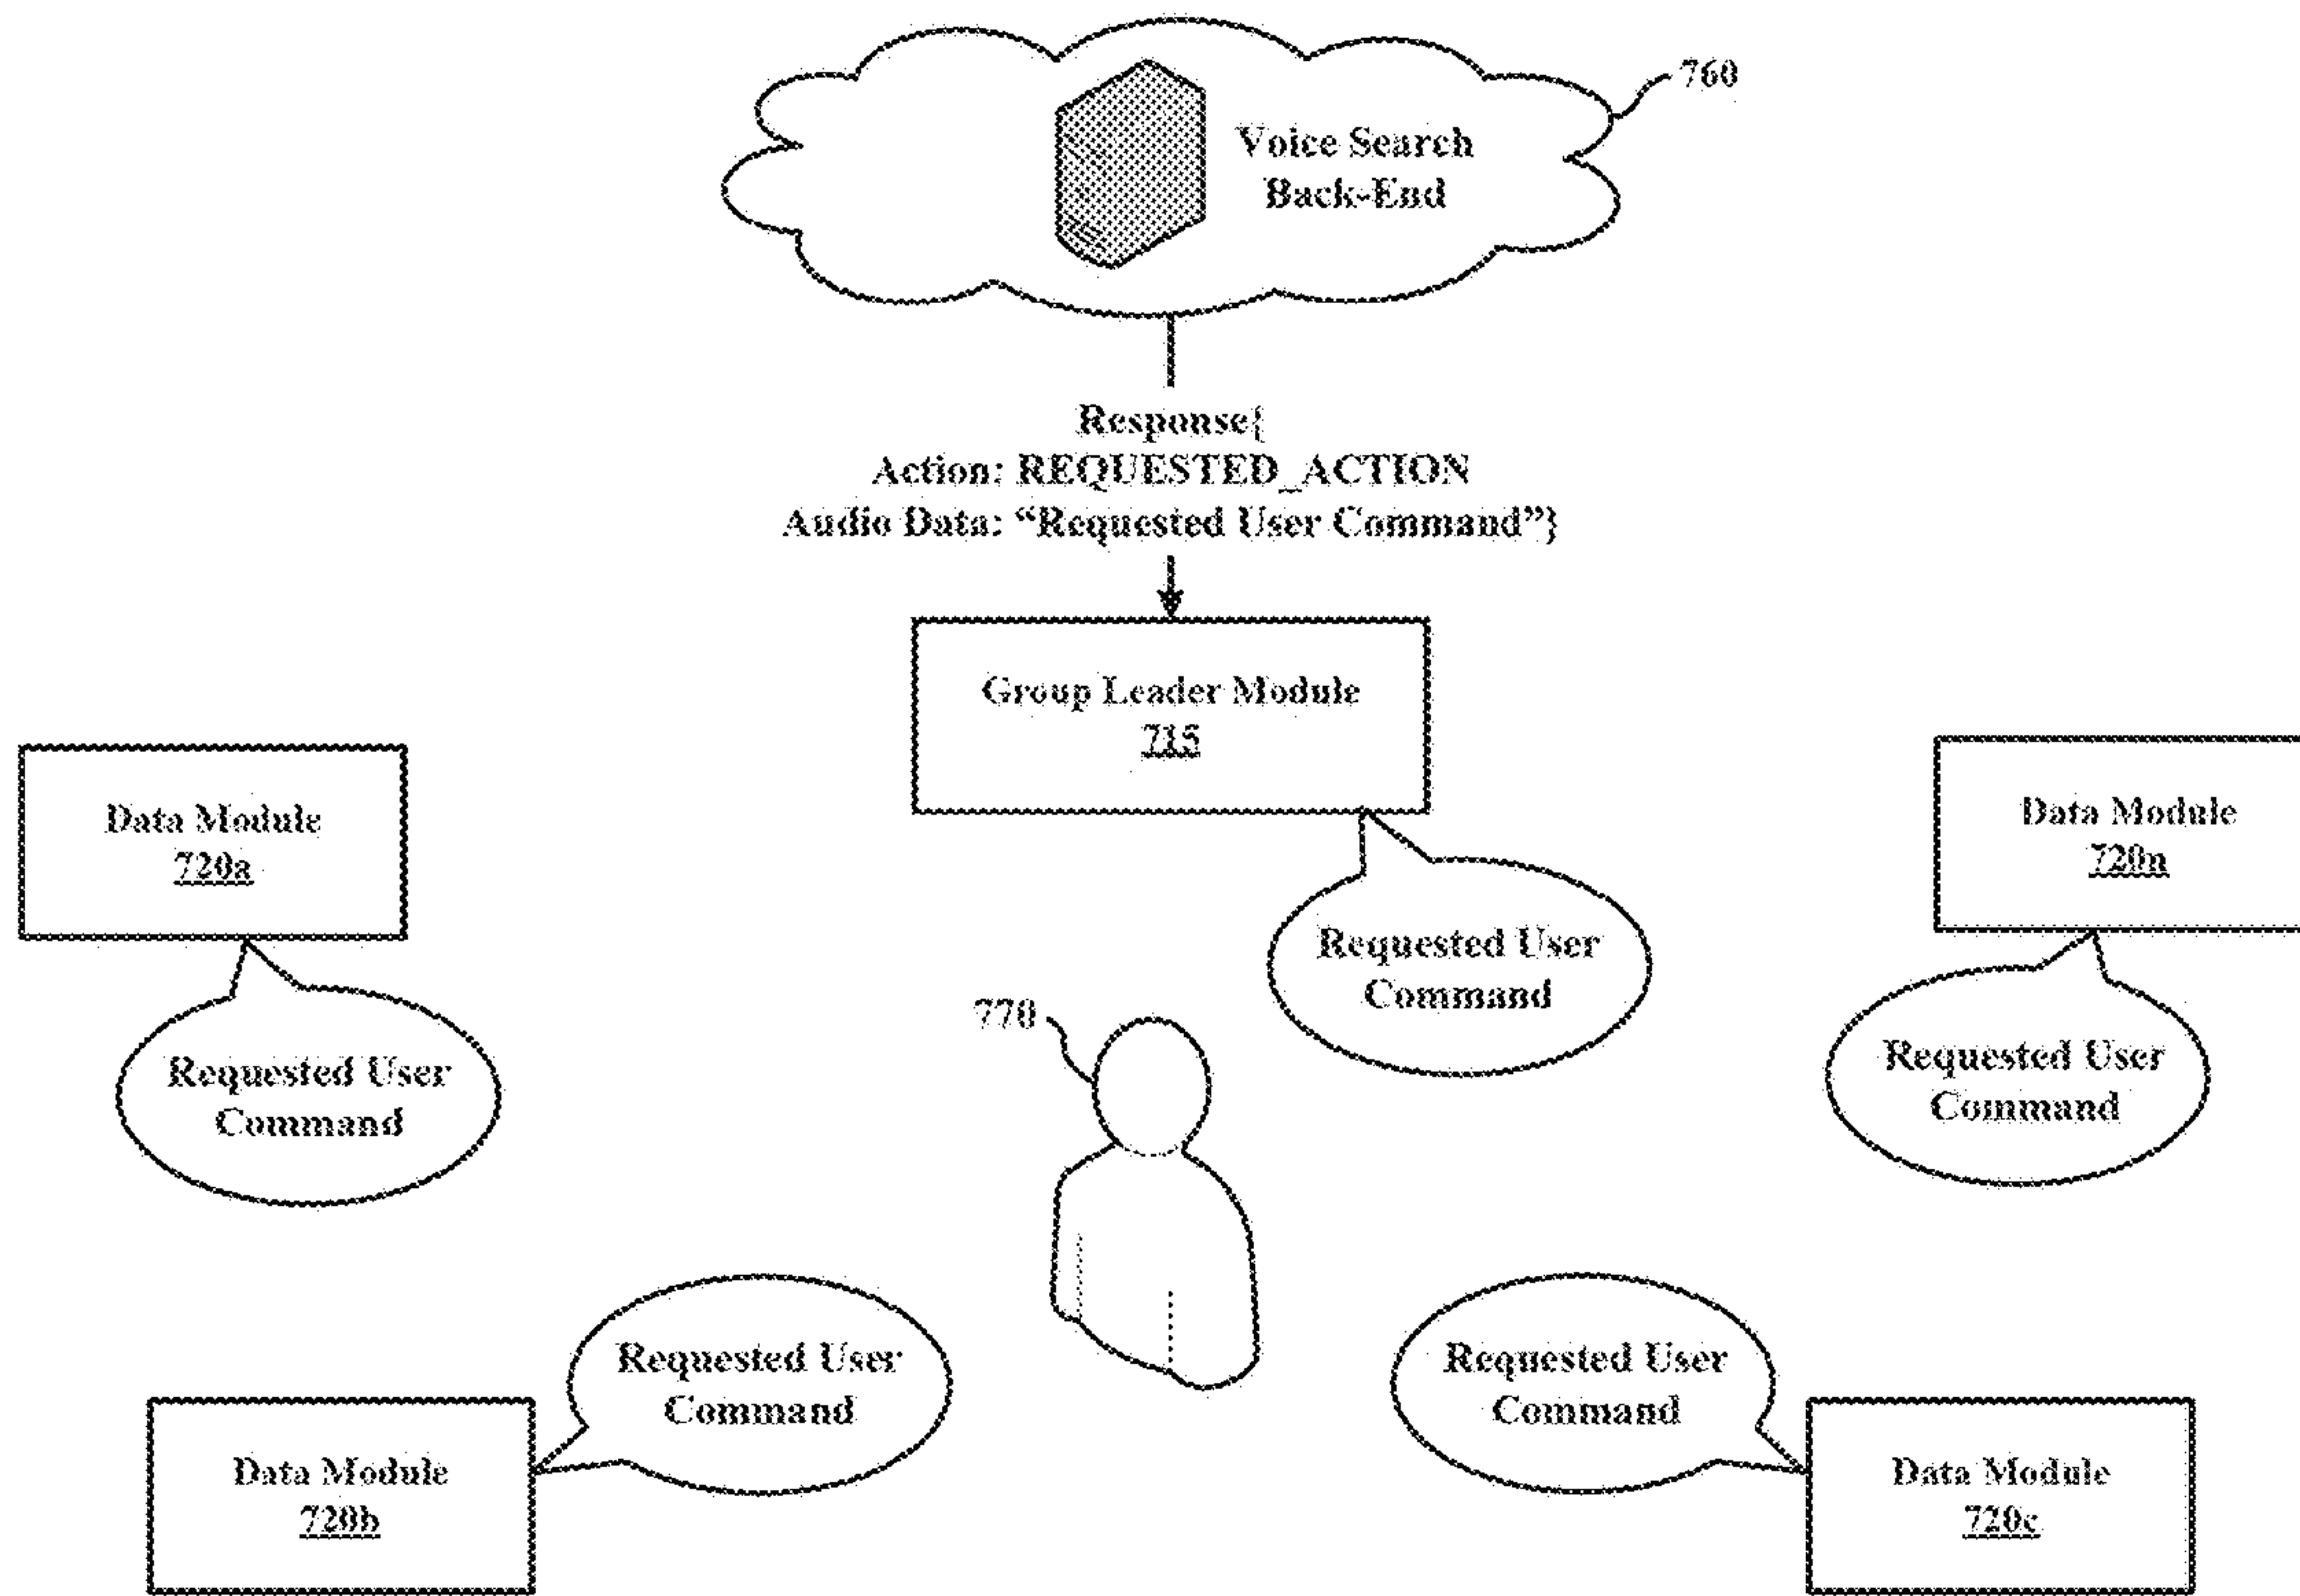 760
Voice Search
Back-End
Response{
Action: REQUESTED_ACTION
Audio Data: “Requested User Command”}
Group Leader Module
715
Data Module
720a
Data Module
720n
Requested User
Command
770
Requested User
Command
Requested User
Command
Requested User
Command
Requested User
Command
Data Module
720b
Data Module
720c